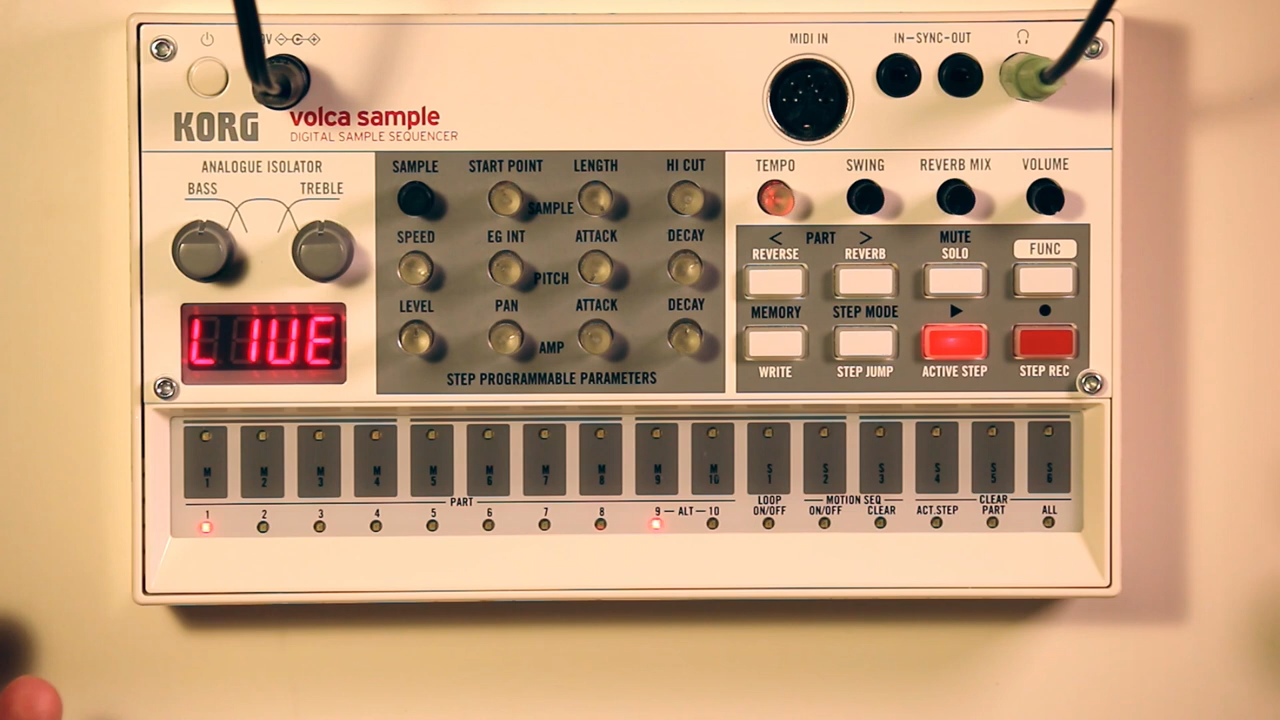 9V
MIDI IN
IN-SYNC-OUT
KORG
volca sample
DIGITAL SAMPLE SEQUENCER
ANALOGUE ISOLATOR
BASS
TREBLE
L IUE
SAMPLE
START POINT
LENGTH
HI CUT
SAMPLE
SPEED
EG INT
ATTACK
DECAY
PITCH
LEVEL
PAN
ATTACK
DECAY
AMP
STEP PROGRAMMABLE PARAMETERS
TEMPO
SWING
REVERB MIX
VOLUME
< PART >
MUTE
REVERSE
REVERB
SOLO
FUNC
MEMORY
STEP MODE
WRITE
STEP JUMP
ACTIVE STEP
STEP REC
M 1
M 2
M 3
M 4
M 5
M 6
M 7
M 8
M 9
M 10
S 1
S 2
S 3
S 4
S 5
S 6
PART
LOOP
MOTION SEQ
CLEAR
1 2 3 4 5 6 7 8 9 — ALT — 10
ON/OFF
ON/OFF
CLEAR
ACT.STEP
PART
ALL